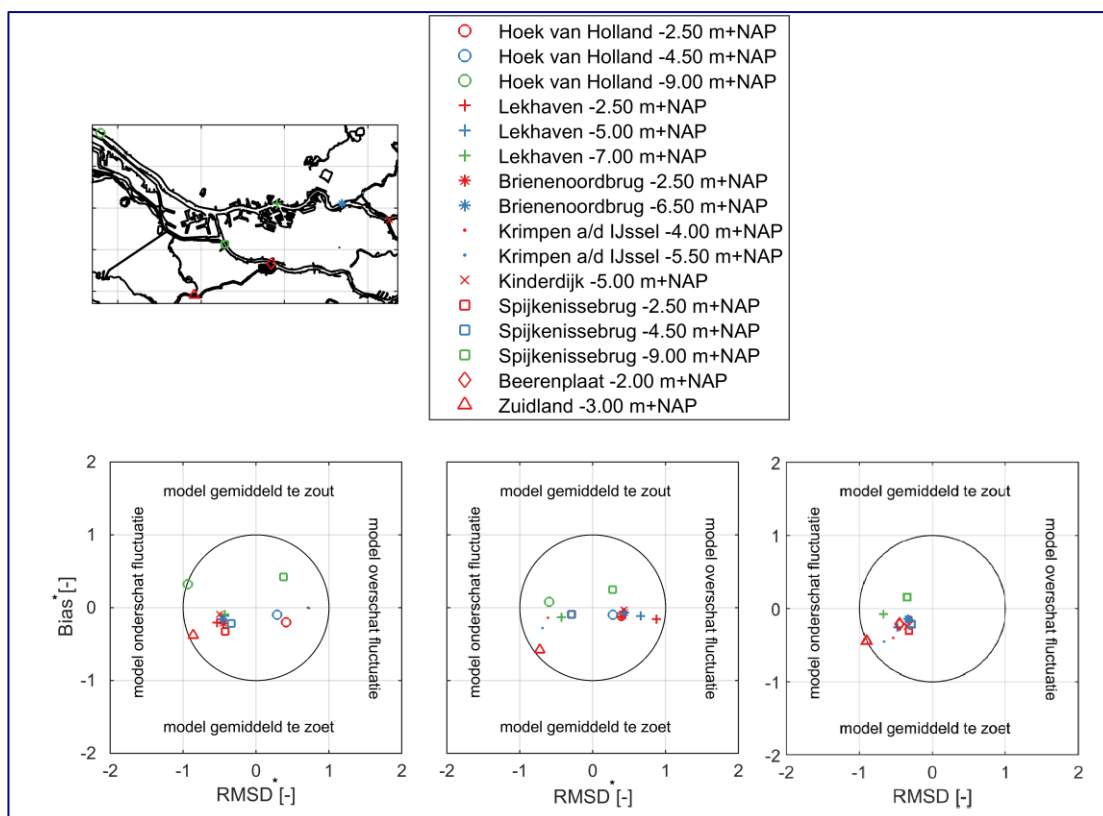 Hoek van Holland -2.50 m+NAP
Hoek van Holland -4.50 m+NAP
Hoek van Holland -9.00 m+NAP
Lekhaven -2.50 m+NAP
Lekhaven -5.00 m+NAP
Lekhaven -7.00 m+NAP
Brienenoordbrug -2.50 m+NAP
Brienenoordbrug -6.50 m+NAP
Krimpen a/d IJssel -4.00 m+NAP
Krimpen a/d IJssel -5.50 m+NAP
Kinderdijk -5.00 m+NAP
Spijkenissebrug -2.50 m+NAP
Spijkenissebrug -4.50 m+NAP
Spijkenissebrug -9.00 m+NAP
Beerenplaat -2.00 m+NAP
Zuidland -3.00 m+NAP
Bias* [-]
2
1
0
-1
-2
model gemiddeld te zout
model onderschat fluctuatie
model overschat fluctuatie
model gemiddeld te zoet
-2 -1 0 1 2
RMSD* [-]
2
1
0
-1
-2
model gemiddeld te zout
model onderschat fluctuatie
model overschat fluctuatie
model gemiddeld te zoet
-2 -1 0 1 2
RMSD* [-]
2
1
0
-1
-2
model gemiddeld te zout
model onderschat fluctuatie
model overschat fluctuatie
model gemiddeld te zoet
-2 -1 0 1 2
RMSD [-]